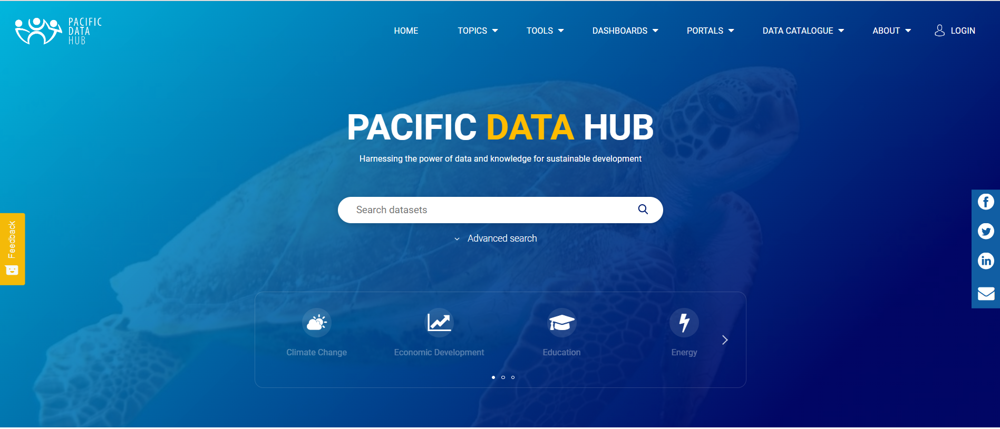 PACIFIC
DATA
HUB
HOME
TOPICS
TOOLS
DASHBOARDS
PORTALS
DATA CATALOGUE
ABOUT
LOGIN
PACIFIC DATA HUB
Harnessing the power of data and knowledge for sustainable development
Search datasets
Advanced search
Feedback
Climate Change
Economic Development
Education
Energy